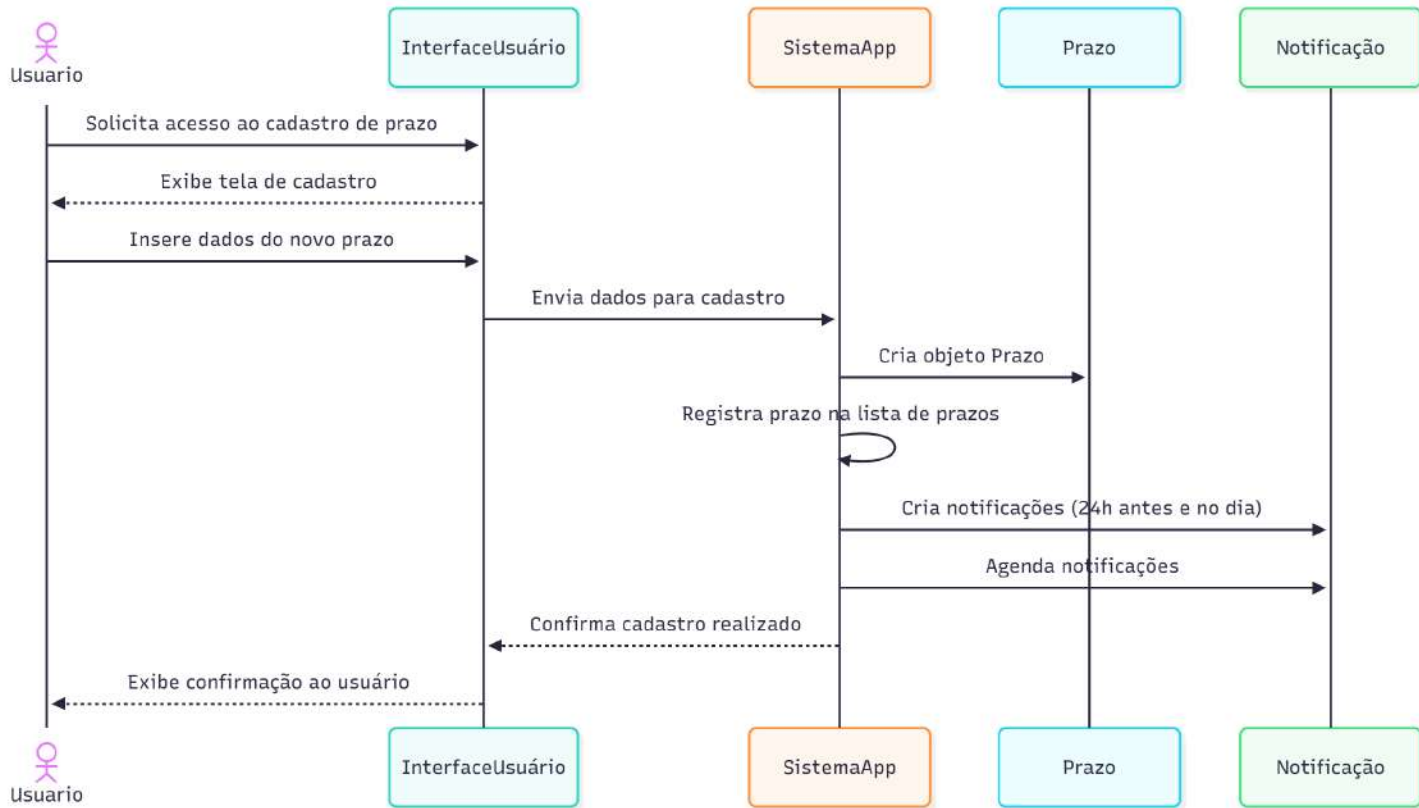 Usuario
InterfaceUsuário
SistemaApp
Prazo
Notificação
Solicita acesso ao cadastro de prazo
Exibe tela de cadastro
Insere dados do novo prazo
Envia dados para cadastro
Cria objeto Prazo
Registra prazo na lista de prazos
Cria notificações (24h antes e no dia)
Agenda notificações
Confirma cadastro realizado
Exibe confirmação ao usuário
Usuario
InterfaceUsuário
SistemaApp
Prazo
Notificação